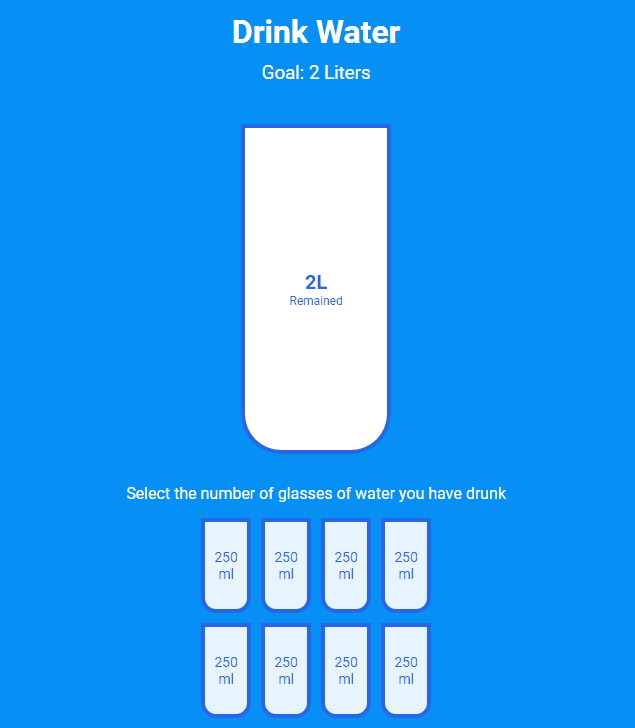 Drink Water
Goal: 2 Liters
2L
Remained
Select the number of glasses of water you have drunk
250 250 250 250
ml ml ml ml
250 250 250 250
ml ml ml ml